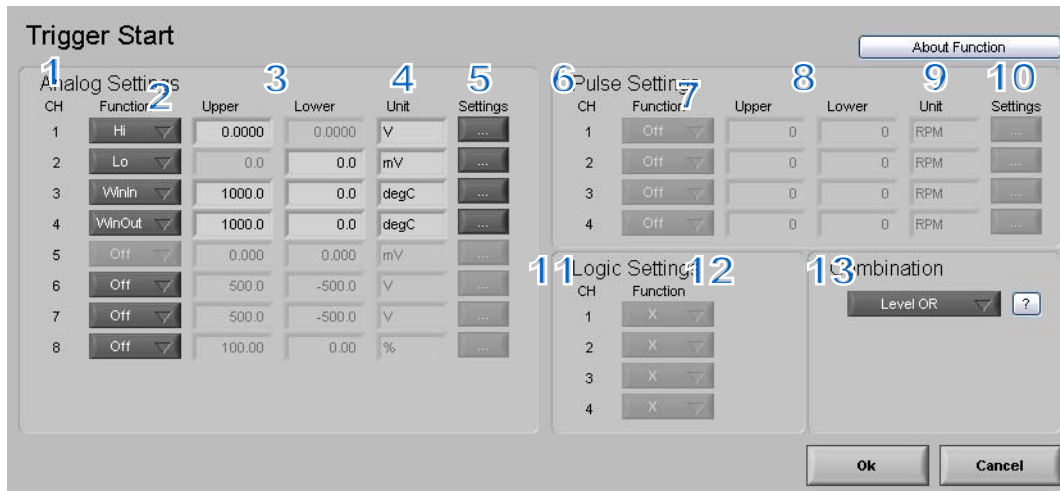 Trigger Start
About Function
1 Analog Settings
2 3 4 5
CH Function Upper Lower Unit Settings
1 Hi 0.0000 0.0000 V ...
2 Lo 0.0 0.0 mV ...
3 WinIn 1000.0 0.0 degC ...
4 WinOut 1000.0 0.0 degC ...
5 Off 0.000 0.000 mV ...
6 Off 500.0 -500.0 V ...
7 Off 500.0 -500.0 V ...
8 Off 100.00 0.00 % ...
6 Pulse Settings
7 8 9 10
CH Function Upper Lower Unit Settings
1 Off 0 0 RPM ...
2 Off 0 0 RPM ...
3 Off 0 0 RPM ...
4 Off 0 0 RPM ...
11 Logic Settings 12
CH Function
1 X
2 X
3 X
4 X
13 Combination
Level OR ?
Ok Cancel